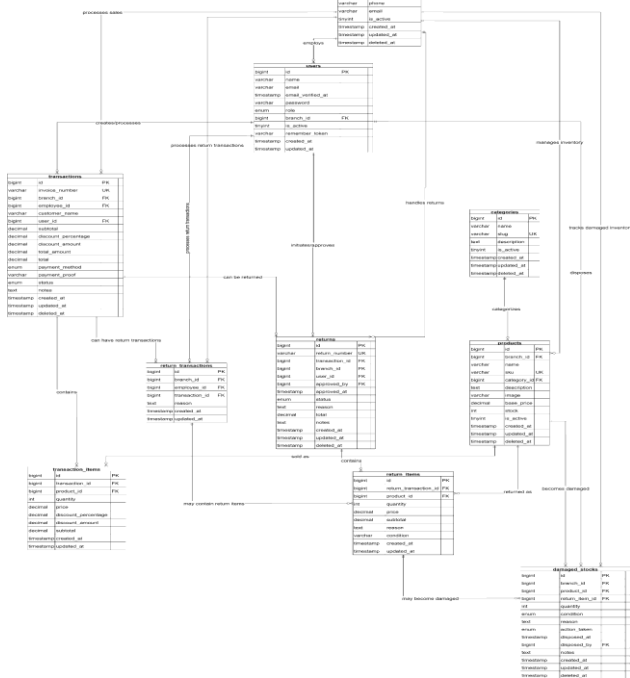 varchar phone
varchar email
tinyint is_active
timestamp created_at
timestamp updated_at
timestamp deleted_at
processes sales
employs
users
bigint id PK
varchar name
varchar email
timestamp email_verified_at
varchar password
enum role
bigint branch_id FK
tinyint is_active
varchar remember_token
timestamp created_at
timestamp updated_at
creates/processes
processes return transactions
manages inventory
transactions
bigint id PK
varchar invoice_number UK
bigint branch_id FK
bigint employee_id FK
varchar customer_name
bigint user_id FK
decimal subtotal
decimal discount_percentage
decimal discount_amount
decimal total_amount
decimal total
enum payment_method
varchar payment_proof
enum status
text notes
timestamp created_at
timestamp updated_at
timestamp deleted_at
handles returns
categories
bigint id PK
varchar name
varchar slug UK
text description
tinyint is_active
timestamp created_at
timestamp updated_at
timestamp deleted_at
tracks damaged inventory
initiates/approves
can be returned
disposes
categorizes
can have return transactions
returns
bigint id PK
varchar return_number UK
bigint transaction_id FK
bigint branch_id FK
bigint user_id FK
bigint approved_by FK
timestamp approved_at
enum status
text reason
decimal total
text notes
timestamp created_at
timestamp updated_at
timestamp deleted_at
products
bigint id PK
bigint branch_id FK
varchar name
varchar sku UK
bigint category_id FK
text description
varchar image
decimal base_price
int stock
tinyint is_active
timestamp created_at
timestamp updated_at
timestamp deleted_at
return_transactions
bigint id PK
bigint branch_id FK
bigint employee_id FK
bigint transaction_id FK
text reason
timestamp created_at
timestamp updated_at
contains
sold as
contains
transaction_items
bigint id PK
bigint transaction_id FK
bigint product_id FK
int quantity
decimal price
decimal discount_percentage
decimal discount_amount
decimal subtotal
timestamp created_at
timestamp updated_at
may contain return items
return_items
bigint id PK
bigint return_transaction_id FK
bigint product_id FK
int quantity
decimal price
decimal subtotal
text reason
varchar condition
timestamp created_at
timestamp updated_at
returned as
becomes damaged
may become damaged
damaged_stocks
bigint id PK
bigint branch_id FK
bigint product_id FK
bigint return_item_id FK
int quantity
enum condition
text reason
enum action_taken
timestamp disposed_at
bigint disposed_by FK
text notes
timestamp created_at
timestamp updated_at
timestamp deleted_at